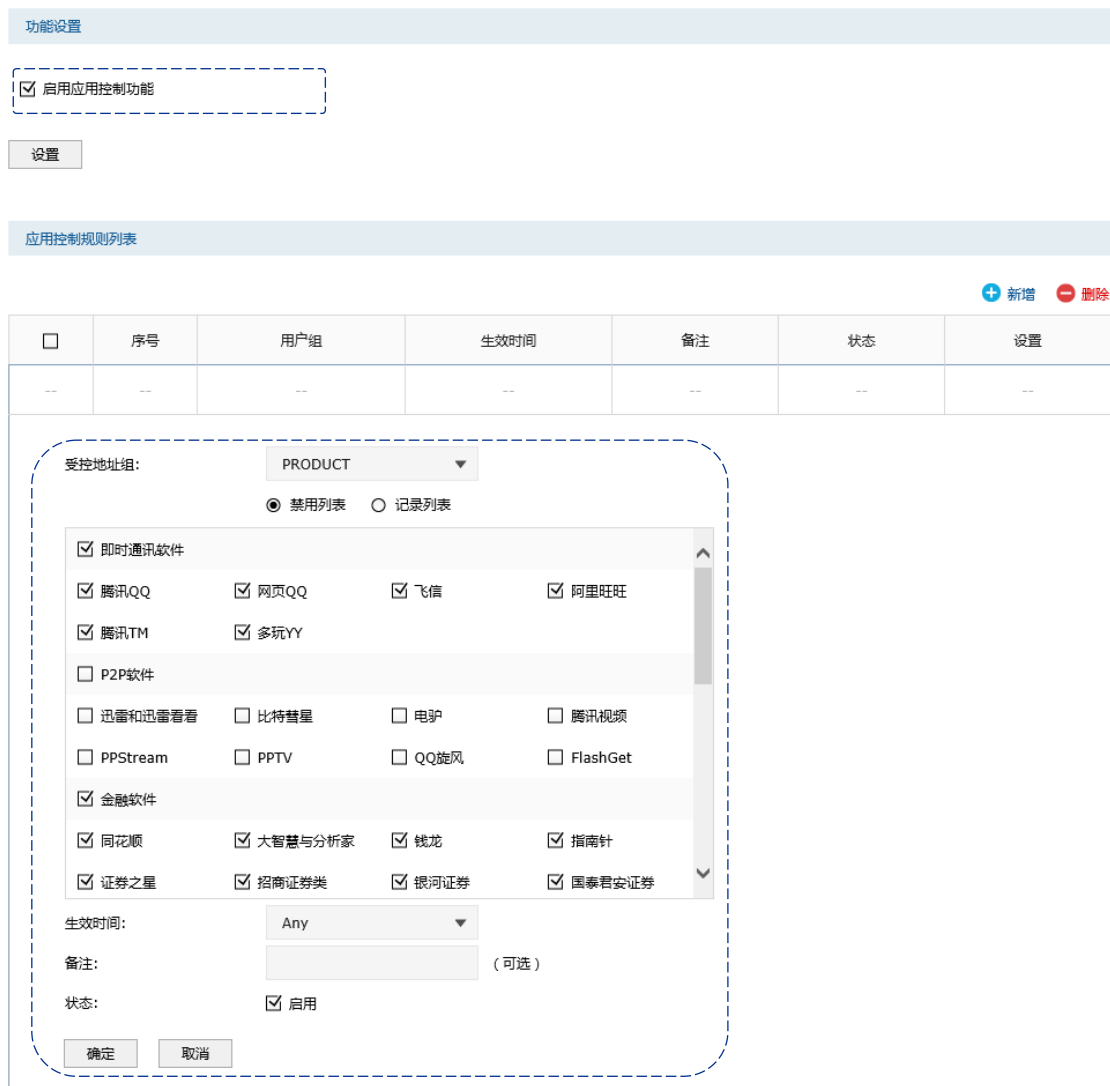 功能设置
启用应用控制功能
设置
应用控制规则列表
新增 删除
序号 用户组 生效时间 备注 状态 设置
-- -- -- -- -- -- --
受控地址组: PRODUCT
禁用列表 记录列表
即时通讯软件
腾讯QQ 网页QQ 飞信 阿里旺旺
腾讯TM 多玩YY
P2P软件
迅雷和迅雷看看 比特彗星 电驴 腾讯视频
PPStream PPTV QQ旋风 FlashGet
金融软件
同花顺 大智慧与分析家 钱龙 指南针
证券之星 招商证券类 银河证券 国泰君安证券
生效时间: Any
备注: (可选)
状态: 启用
确定 取消